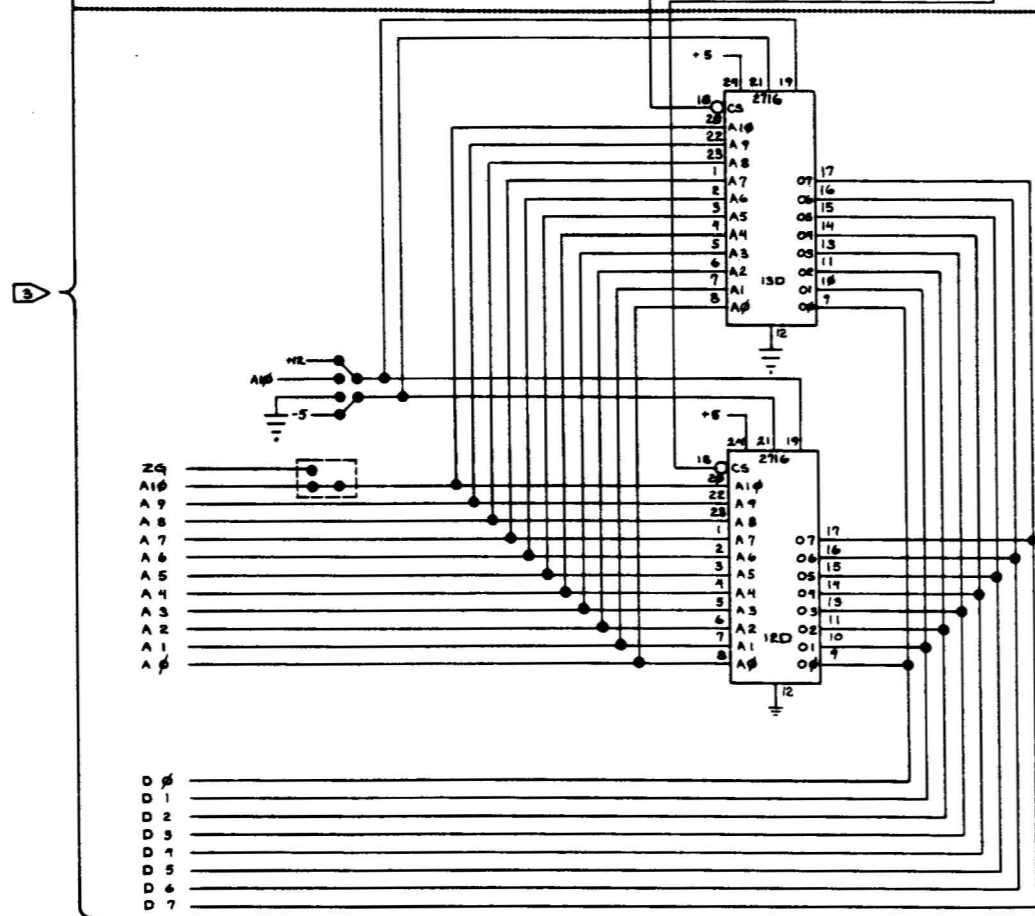 +5
24 21 19
2716
18 CS
20 A10
22 A9
23 A8
1 A7 O7 17
2 A6 O6 16
3 A5 O5 15
4 A4 O4 14
5 A3 O3 13
6 A2 O2 11
7 A1 13D O1 10
8 A0 O0 9
12
3
+12
A10
-5
+5
24 21 19
2716
18 CS
ZG
A10 20 A10
A9 22 A9
A8 23 A8
A7 1 A7 O7 17
A6 2 A6 O6 16
A5 3 A5 O5 15
A4 4 A4 O4 14
A3 5 A3 O3 13
A2 6 A2 O2 11
A1 7 A1 12D O1 10
A0 8 A0 O0 9
12
D0
D1
D2
D3
D4
D5
D6
D7